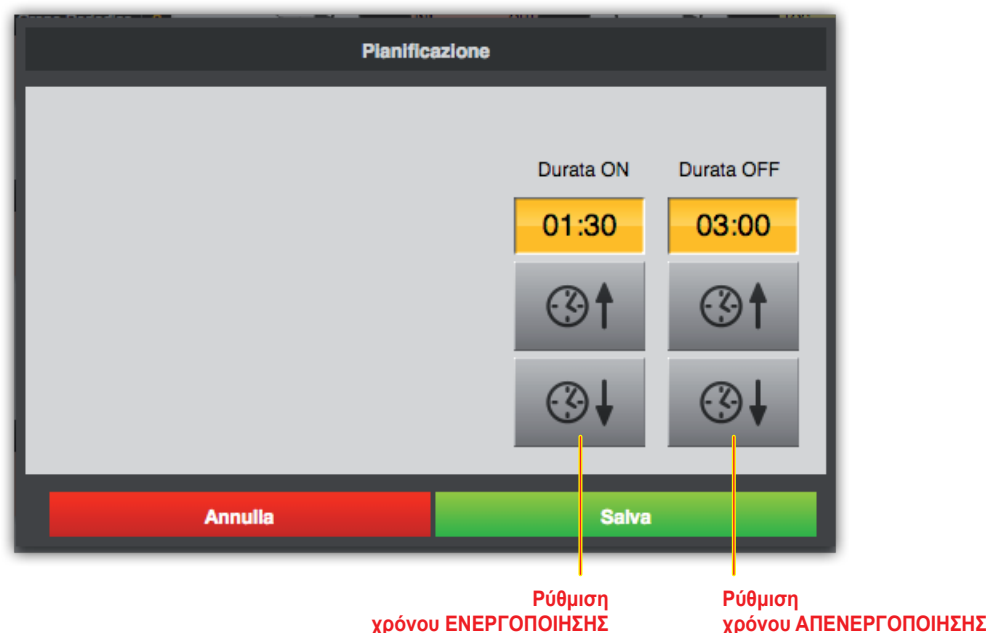 Pianificazione
Durata ON
Durata OFF
01:30
03:00
Annulla
Salva
Ρύθμιση
χρόνου ΕΝΕΡΓΟΠΟΙΗΣΗΣ
Ρύθμιση
χρόνου ΑΠΕΝΕΡΓΟΠΟΙΗΣΗΣ